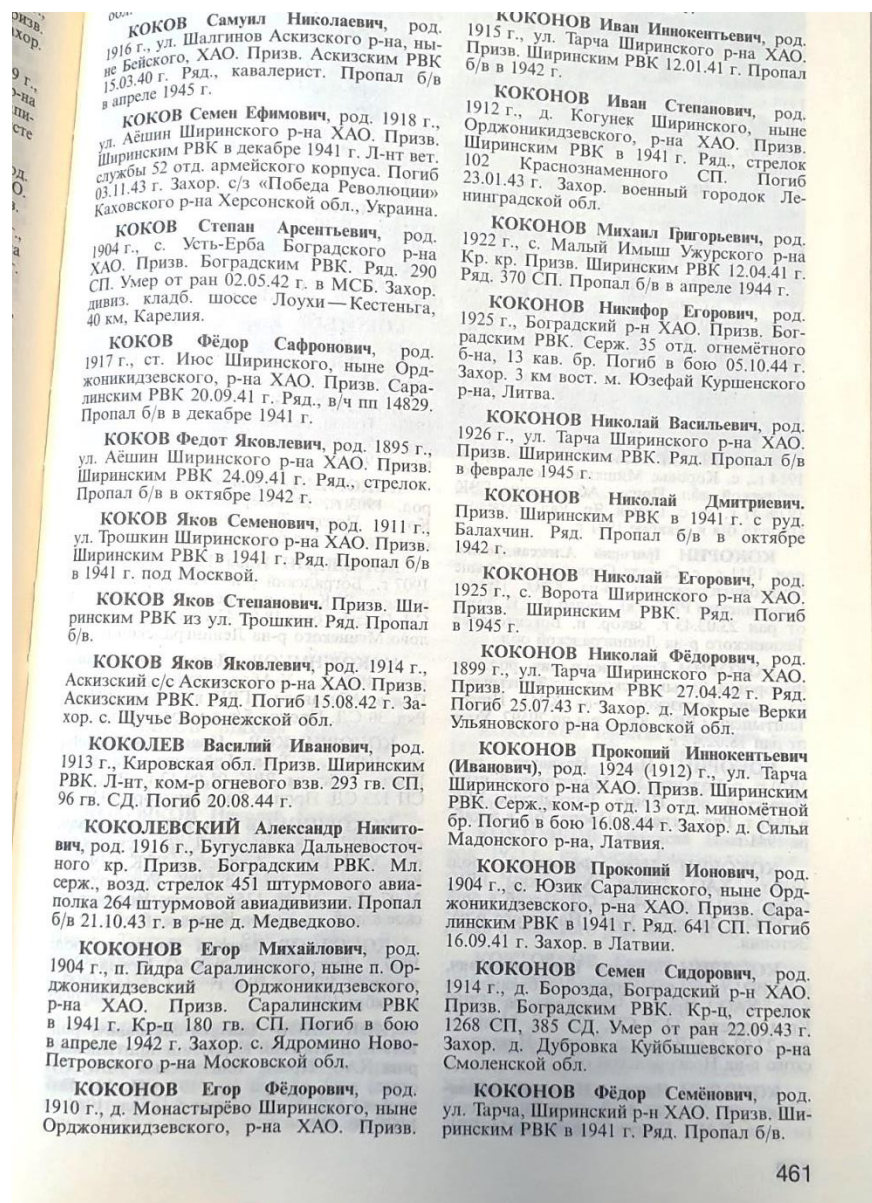 обл.
КОКОВ Самуил Николаевич, род.
1916 г., ул. Шалгинов Аскизского р-на, ны-
не Бейского, ХАО. Призв. Аскизским РВК
15.03.40 г. Ряд., кавалерист. Пропал б/в
в апреле 1945 г.
КОКОВ Семен Ефимович, род. 1918 г.,
ул. Аёшин Ширинского р-на ХАО. Призв.
Ширинским РВК в декабре 1941 г. Л-нт вет.
службы 52 отд. армейского корпуса. Погиб
03.11.43 г. Захор. с/з «Победа Революции»
Каховского р-на Херсонской обл., Украина.
КОКОВ Степан Арсентьевич, род.
1904 г., с. Усть-Ерба Боградского р-на
ХАО. Призв. Боградским РВК. Ряд. 290
СП. Умер от ран 02.05.42 г. в МСБ. Захор.
дивиз. кладб. шоссе Лоухи — Кестеньга,
40 км, Карелия.
КОКОВ Фёдор Сафронович, род.
1917 г., ст. Июс Ширинского, ныне Орд-
жоникидзевского, р-на ХАО. Призв. Сара-
линским РВК 20.09.41 г. Ряд., в/ч пп 14829.
Пропал б/в в декабре 1941 г.
КОКОВ Федот Яковлевич, род. 1895 г.,
ул. Аёшин Ширинского р-на ХАО. Призв.
Ширинским РВК 24.09.41 г. Ряд., стрелок.
Пропал б/в в октябре 1942 г.
КОКОВ Яков Семенович, род. 1911 г.,
ул. Трошкин Ширинского р-на ХАО. Призв.
Ширинским РВК в 1941 г. Ряд. Пропал б/в
в 1941 г. под Москвой.
КОКОВ Яков Степанович. Призв. Ши-
ринским РВК из ул. Трошкин. Ряд. Пропал
б/в.
КОКОВ Яков Яковлевич, род. 1914 г.,
Аскизский с/с Аскизского р-на ХАО. Призв.
Аскизским РВК. Ряд. Погиб 15.08.42 г. За-
хор. с. Щучье Воронежской обл.
КОКОЛЕВ Василий Иванович, род.
1913 г., Кировская обл. Призв. Ширинским
РВК. Л-нт, ком-р огневого взв. 293 гв. СП,
96 гв. СД. Погиб 20.08.44 г.
КОКОЛЕВСКИЙ Александр Никито-
вич, род. 1916 г., Бугуславка Дальневосточ-
ного кр. Призв. Боградским РВК. Мл.
серж., возд. стрелок 451 штурмового авиа-
полка 264 штурмовой авиадивизии. Пропал
б/в 21.10.43 г. в р-не д. Медведково.
КОКОНОВ Егор Михайлович, род.
1904 г., п. Гидра Саралинского, ныне п. Ор-
джоникидзевский Орджоникидзевского,
р-на ХАО. Призв. Саралинским РВК
в 1941 г. Кр-ц 180 гв. СП. Погиб в бою
в апреле 1942 г. Захор. с. Ядромино Ново-
Петровского р-на Московской обл.
КОКОНОВ Егор Фёдорович, род.
1910 г., д. Монастырёво Ширинского, ныне
Орджоникидзевского, р-на ХАО. Призв.
КОКОНОВ Иван Иннокентьевич, род.
1915 г., ул. Тарча Ширинского р-на ХАО.
Призв. Ширинским РВК 12.01.41 г. Пропал
б/в в 1942 г.
КОКОНОВ Иван Степанович, род.
1912 г., д. Когунек Ширинского, ныне
Орджоникидзевского, р-на ХАО. Призв.
Ширинским РВК в 1941 г. Ряд., стрелок
102 Краснознаменного СП. Погиб
23.01.43 г. Захор. военный городок Ле-
нинградской обл.
КОКОНОВ Михаил Григорьевич, род.
1922 г., с. Малый Имыш Ужурского р-на
Кр. кр. Призв. Ширинским РВК 12.04.41 г.
Ряд. 370 СП. Пропал б/в в апреле 1944 г.
КОКОНОВ Никифор Егорович, род.
1925 г., Боградский р-н ХАО. Призв. Бог-
радским РВК. Серж. 35 отд. огнемётного
б-на, 13 кав. бр. Погиб в бою 05.10.44 г.
Захор. 3 км вост. м. Юзефай Куршенского
р-на, Литва.
КОКОНОВ Николай Васильевич, род.
1926 г., ул. Тарча Ширинского р-на ХАО.
Призв. Ширинским РВК. Ряд. Пропал б/в
в феврале 1945 г.
КОКОНОВ Николай Дмитриевич.
Призв. Ширинским РВК в 1941 г. с руд.
Балахчин. Ряд. Пропал б/в в октябре
1942 г.
КОКОНОВ Николай Егорович, род.
1925 г., с. Ворота Ширинского р-на ХАО.
Призв. Ширинским РВК. Ряд. Погиб
в 1945 г.
КОКОНОВ Николай Фёдорович, род.
1899 г., ул. Тарча Ширинского р-на ХАО.
Призв. Ширинским РВК 27.04.42 г. Ряд.
Погиб 25.07.43 г. Захор. д. Мокрые Верки
Ульяновского р-на Орловской обл.
КОКОНОВ Прокопий Иннокентьевич
(Иванович), род. 1924 (1912) г., ул. Тарча
Ширинского р-на ХАО. Призв. Ширинским
РВК. Серж., ком-р отд. 13 отд. миномётной
бр. Погиб в бою 16.08.44 г. Захор. д. Сильи
Мадонского р-на, Латвия.
КОКОНОВ Прокопий Ионович, род.
1904 г., с. Юзик Саралинского, ныне Орд-
жоникидзевского, р-на ХАО. Призв. Сара-
линским РВК в 1941 г. Ряд. 641 СП. Погиб
16.09.41 г. Захор. в Латвии.
КОКОНОВ Семен Сидорович, род.
1914 г., д. Борозда, Боградский р-н ХАО.
Призв. Боградским РВК. Кр-ц, стрелок
1268 СП, 385 СД. Умер от ран 22.09.43 г.
Захор. д. Дубровка Куйбышевского р-на
Смоленской обл.
КОКОНОВ Фёдор Семёнович, род.
ул. Тарча, Ширинский р-н ХАО. Призв. Ши-
ринским РВК в 1941 г. Ряд. Пропал б/в.
461